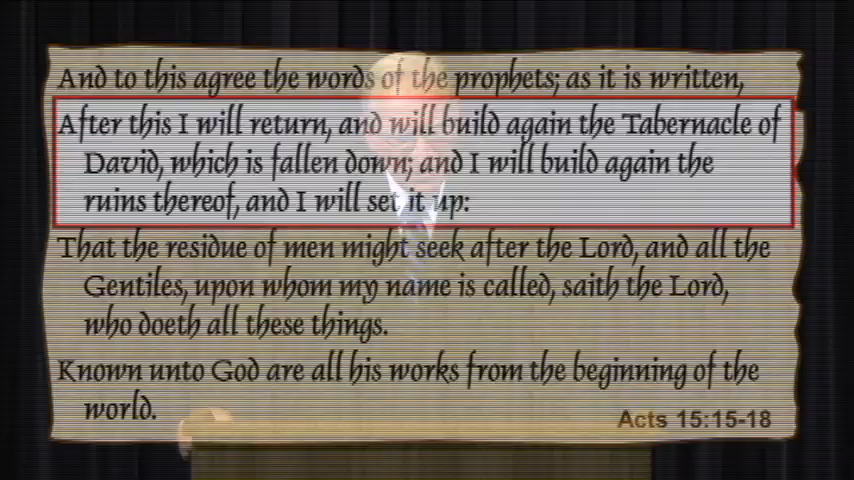 And to this agree the words of the prophets; as it is written,
After this I will return, and will build again the Tabernacle of
David, which is fallen down; and I will build again the
ruins thereof, and I will set it up:
That the residue of men might seek after the Lord, and all the
Gentiles, upon whom my name is called, saith the Lord,
who doeth all these things.
Known unto God are all his works from the beginning of the
world.
Acts 15:15-18